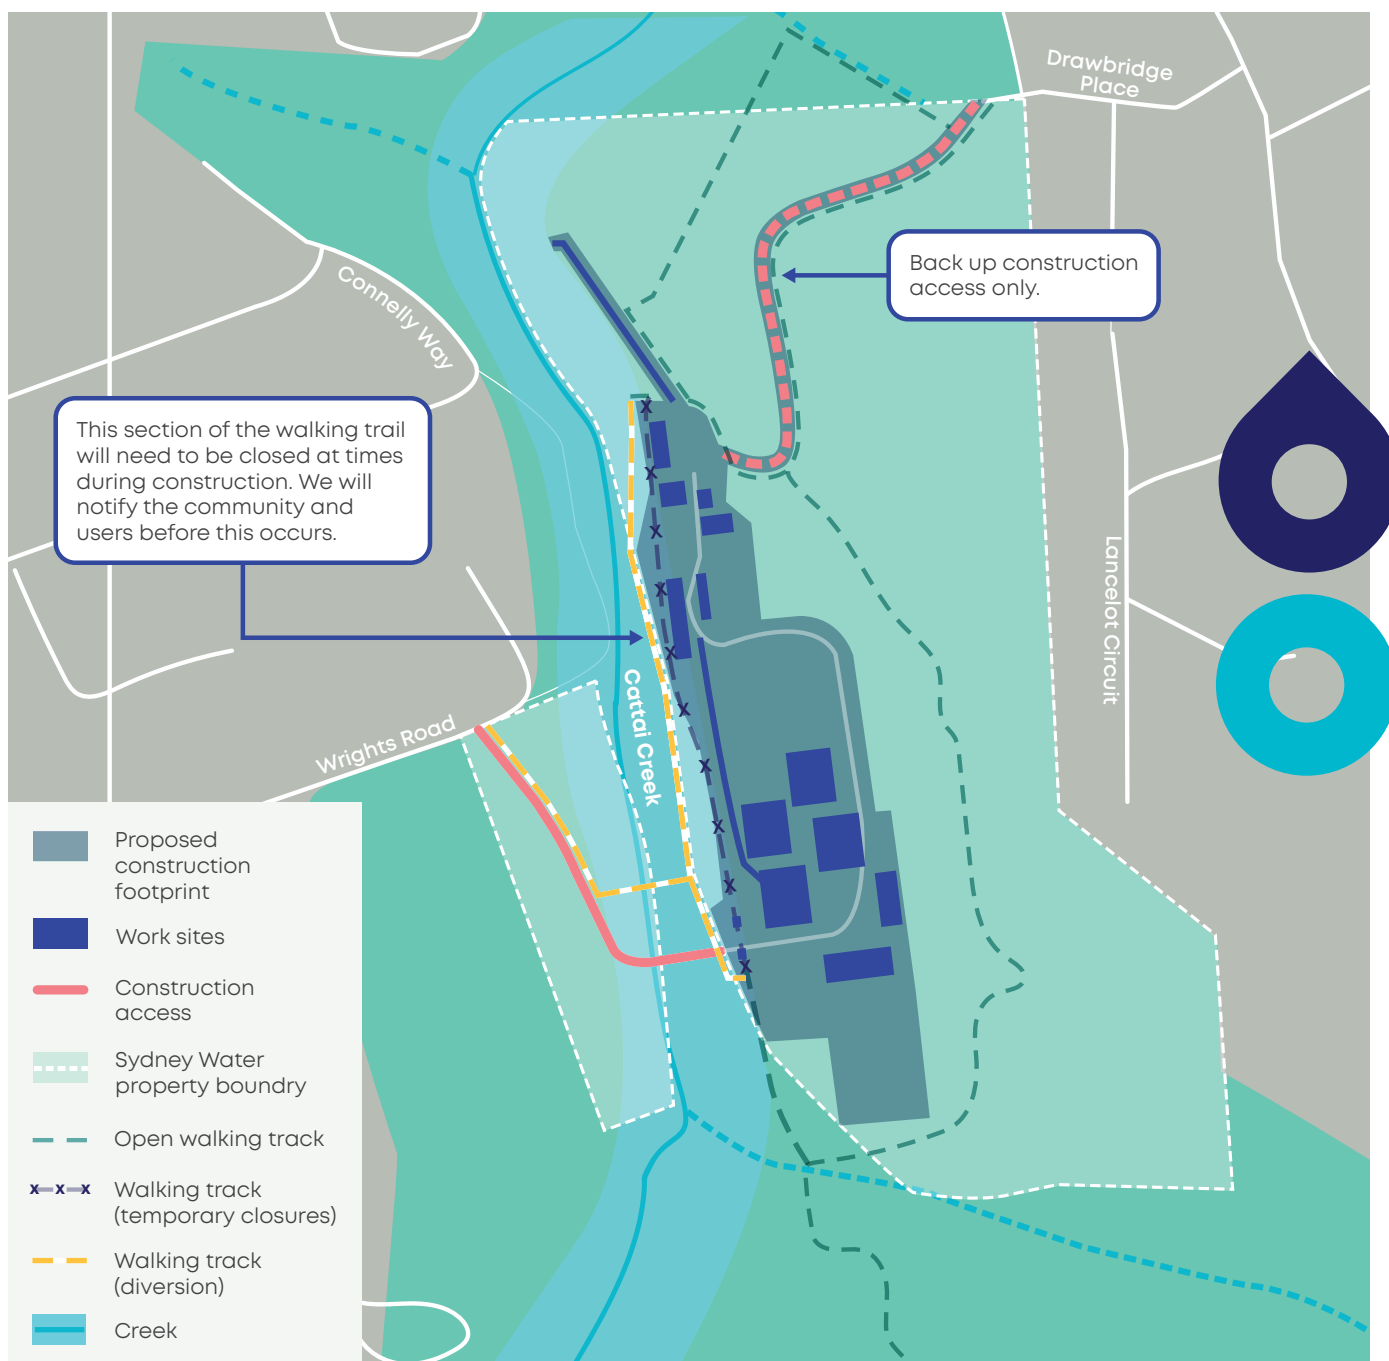 Drawbridge
Place
Back up construction
access only.
Connelly Way
This section of the walking trail
will need to be closed at times
during construction. We will
notify the community and
users before this occurs.
Lancelot Circuit
Cattai Creek
Wrights Road
Proposed
construction
footprint
Work sites
Construction
access
Sydney Water
property boundry
Open walking track
Walking track
(temporary closures)
Walking track
(diversion)
Creek